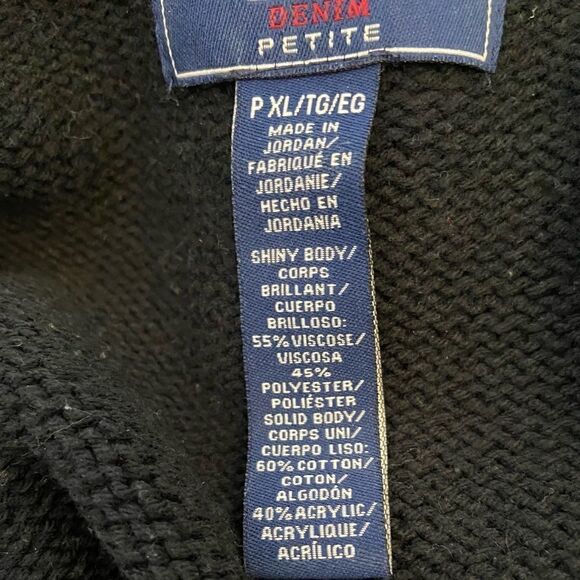 DENIM
PETITE
P XL/TG/EG
MADE IN
JORDAN/
FABRIQUÉ EN
JORDANIE/
HECHO EN
JORDANIA
SHINY BODY/
CORPS
BRILLANT/
CUERPO
BRILLOSO:
55% VISCOSE/
VISCOSA
45%
POLYESTER/
POLIÉSTER
SOLID BODY/
CORPS UNI/
CUERPO LISO:
60% COTTON/
COTON/
ALGODÓN
40% ACRYLIC/
ACRYLIQUE/
ACRÍLICO